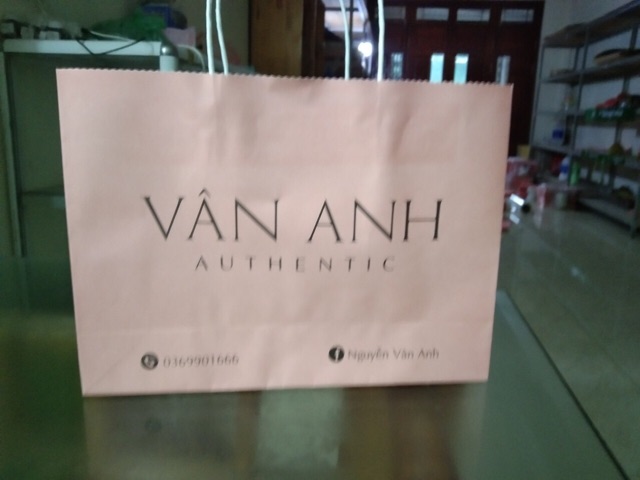 VÂN ANH
AUTHENTIC
0369901666
Nguyễn Vân Anh